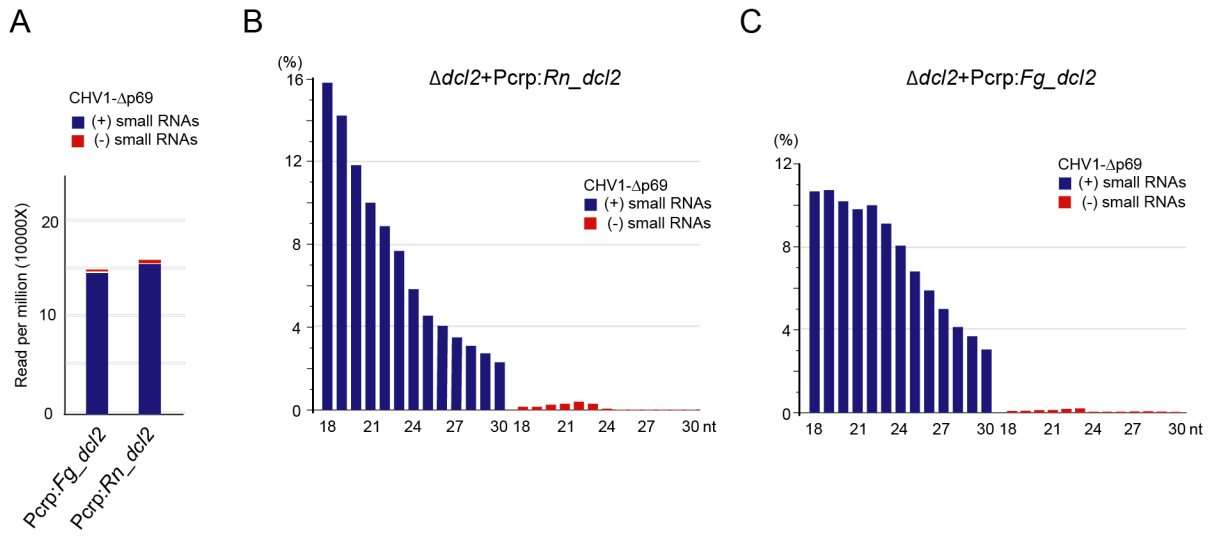 A
CHV1-Δp69
(+) small RNAs
(-) small RNAs
Read per million (10000X)
20
10
0
Pcrp:Fg_dcl2
Pcrp:Rn_dcl2
B
Δdcl2+Pcrp:Rn_dcl2
(%)
16
12
8
4
0
CHV1-Δp69
(+) small RNAs
(-) small RNAs
18 21 24 27 30 18 21 24 27 30 nt
C
Δdcl2+Pcrp:Fg_dcl2
(%)
12
8
4
0
CHV1-Δp69
(+) small RNAs
(-) small RNAs
18 21 24 27 30 18 21 24 27 30 nt